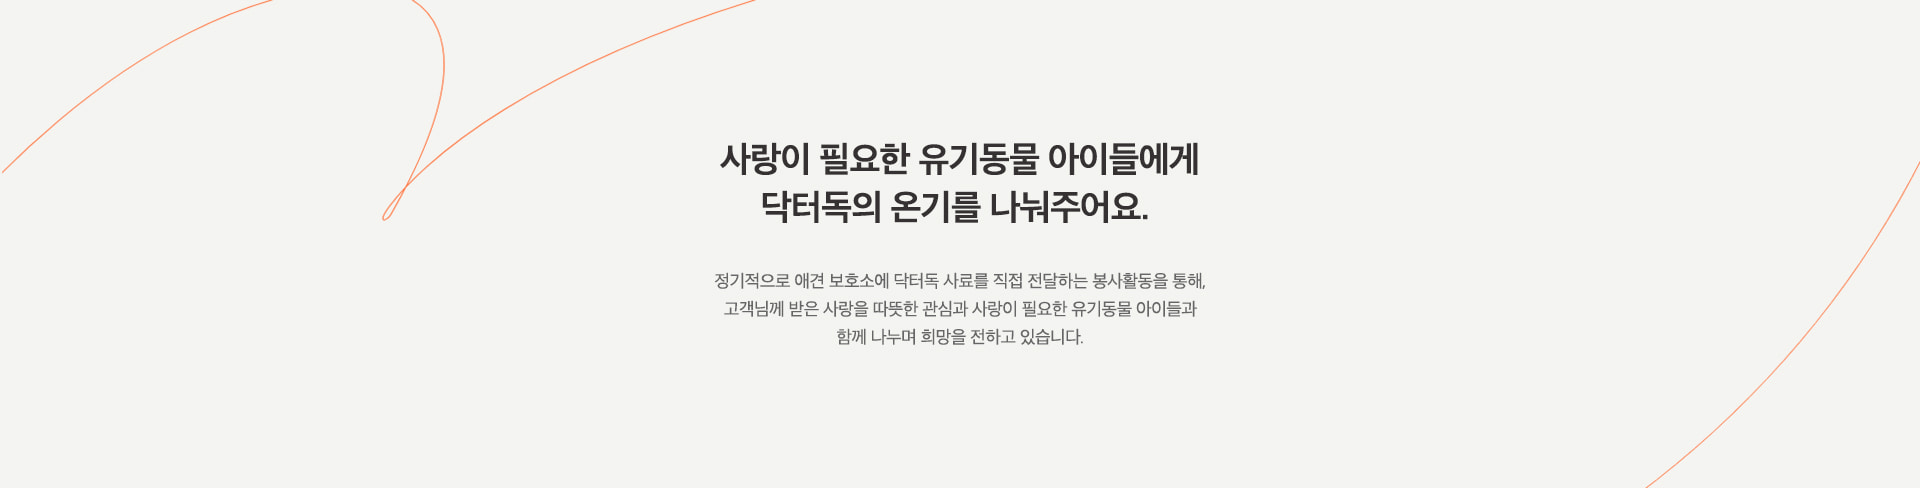 사랑이 필요한 유기동물 아이들에게
닥터독의 온기를 나눠주어요.
정기적으로 애견 보호소에 닥터독 사료를 직접 전달하는 봉사활동을 통해,
고객님께 받은 사랑을 따뜻한 관심과 사랑이 필요한 유기동물 아이들과
함께 나누며 희망을 전하고 있습니다.